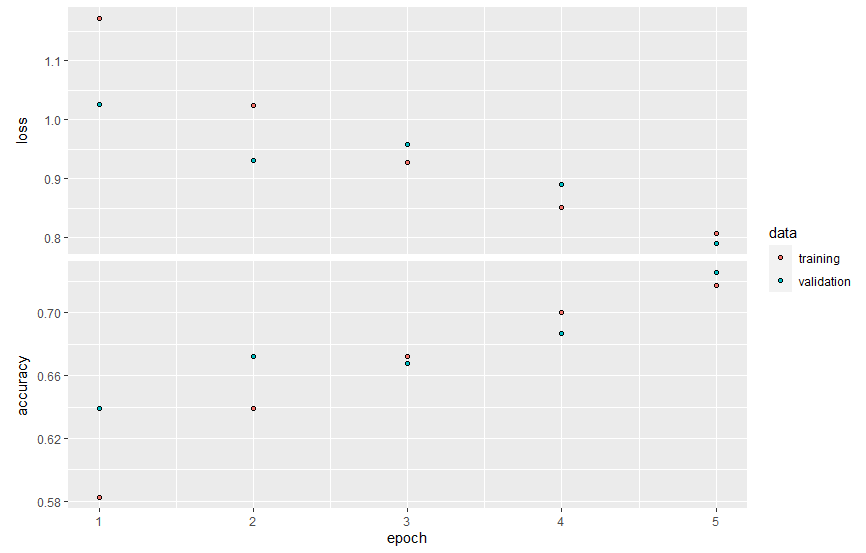 1.1
1.0
0.9
0.8
loss
0.70
0.66
0.62
0.58
accuracy
1 2 3 4 5
epoch
data
training
validation